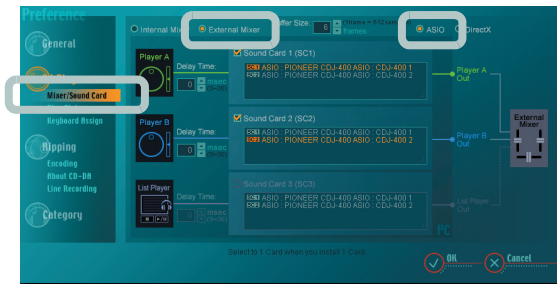 Preference
Internal Mi
External Mixer
ffer Size.
6
frames
ASIO
DirectX
General
Mixer/Sound Card
Keyboard Assign
Ripping
Encoding
About CD-DA
Line Recording
Category
Player A
Delay Time:
0 msec
Sound Card 1 (SC1)
ASIO : PIONEER CDJ-400 ASIO : CDJ-400 1
ASIO : PIONEER CDJ-400 ASIO : CDJ-400 2
Player A
Out
Player B
Delay Time:
0 msec
Sound Card 2 (SC2)
ASIO : PIONEER CDJ-400 ASIO : CDJ-400 1
ASIO : PIONEER CDJ-400 ASIO : CDJ-400 2
Player B
Out
External
Mixer
List Player
Delay Time:
0 msec
Sound Card 3 (SC3)
ASIO : PIONEER CDJ-400 ASIO : CDJ-400 1
ASIO : PIONEER CDJ-400 ASIO : CDJ-400 2
List Player
Out
PC
Select to 1 Card when you install 1 Card.
OK
Cancel